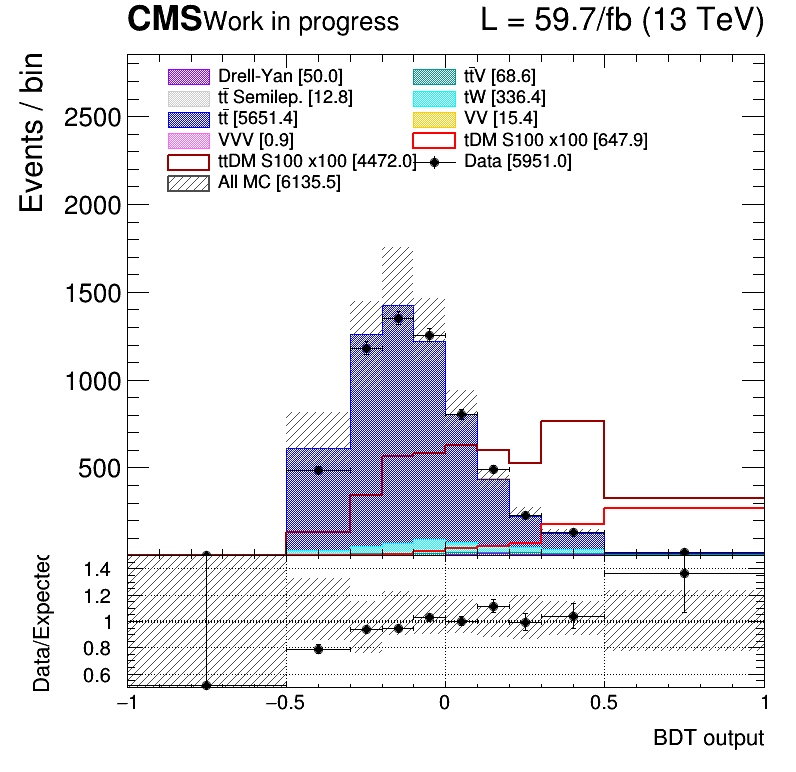 CMS Work in progress L = 59.7/fb (13 TeV)
Events / bin
Drell-Yan [50.0] tt̄V [68.6]
tt̄ Semilep. [12.8] tW [336.4]
tt̄ [5651.4] VV [15.4]
VVV [0.9] tDM S100 x100 [647.9]
ttDM S100 x100 [4472.0] Data [5951.0]
All MC [6135.5]
2500
2000
1500
1000
500
Data/Expected
1.4
1.2
1
0.8
0.6
−1 −0.5 0 0.5 1
BDT output